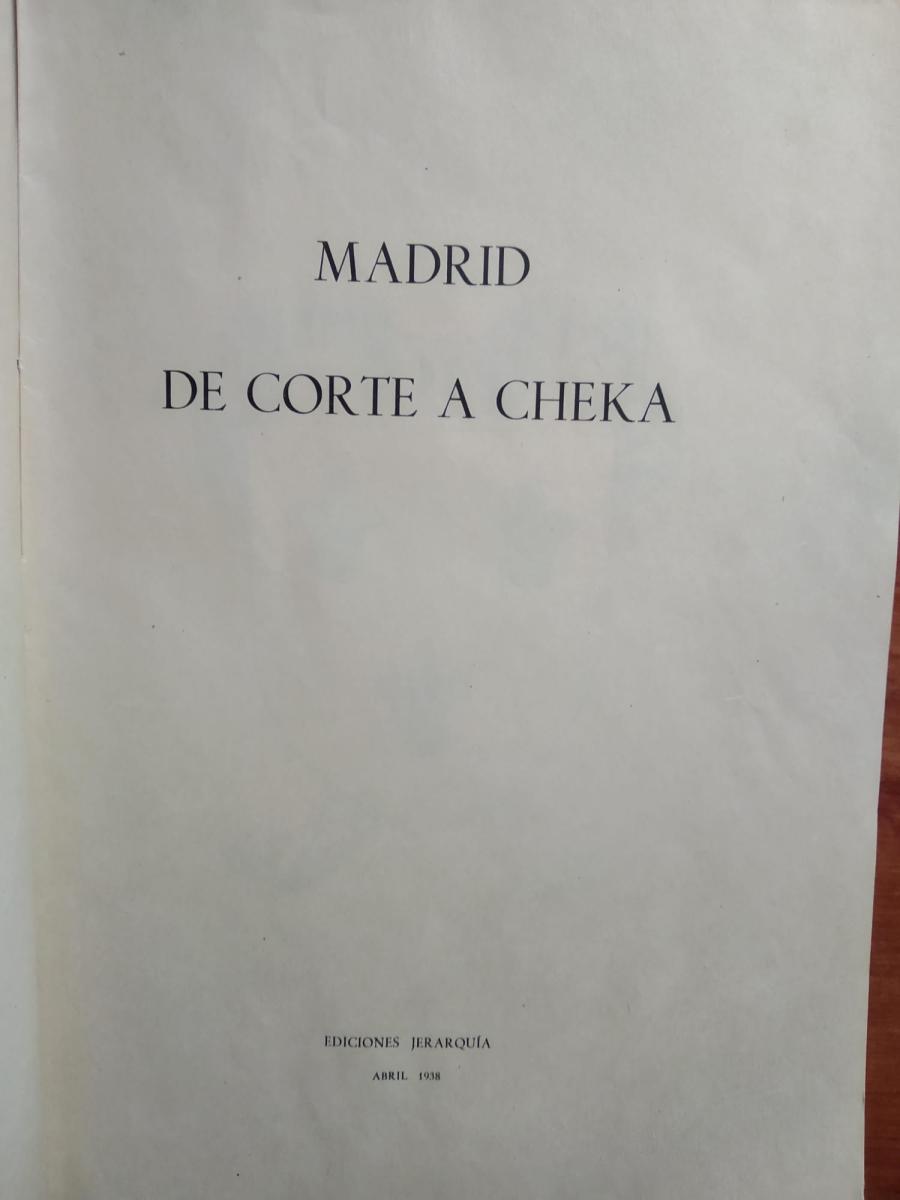 MADRID
DE CORTE A CHEKA
EDICIONES JERARQUÍA
ABRIL 1938